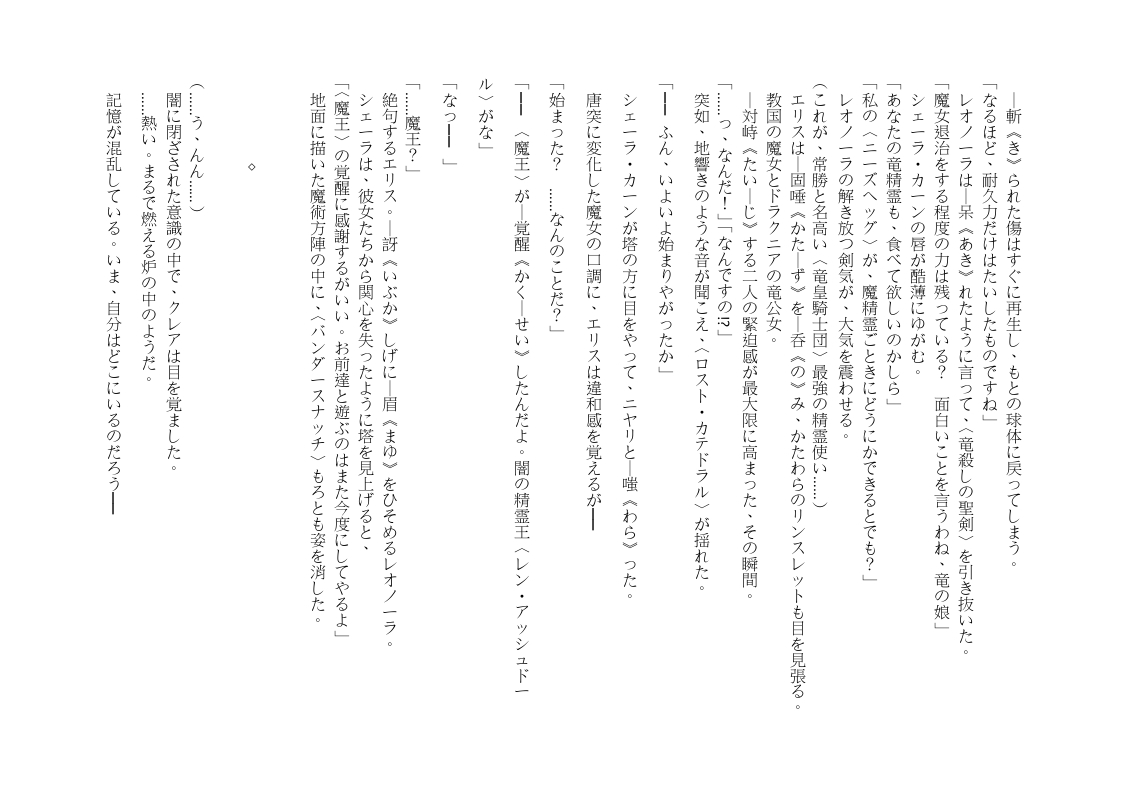 ―斬《き》られた傷はすぐに再生し、もとの球体に戻ってしまう。
「なるほど、耐久力だけはたいしたものですね」
レオノーラは―呆《あき》れたように言って、〈竜殺しの聖剣〉を引き抜いた。
「魔女退治をする程度の力は残っている？　面白いことを言うわね、竜の娘」
シェーラ・カーンの唇が酷薄にゆがむ。
「あなたの竜精霊も、食べて欲しいのかしら」
「私の〈ニーズヘッグ〉が、魔精霊ごときにどうにかできるとでも？」
レオノーラの解き放つ剣気が、大気を震わせる。
（これが、常勝と名高い〈竜皇騎士団〉最強の精霊使い……）
エリスは―固唾《かた―ず》を―呑《の》み、かたわらのリンスレットも目を見張る。
教国の魔女とドラクニアの竜公女。
―対峙《たい―じ》する二人の緊迫感が最大限に高まった、その瞬間。
「……っ、なんだ！」「なんですの!?」
突如、地響きのような音が聞こえ、〈ロスト・カテドラル〉が揺れた。
「━━ ふん、いよいよ始まりやがったか」
シェーラ・カーンが塔の方に目をやって、ニヤリと―嗤《わら》った。
唐突に変化した魔女の口調に、エリスは違和感を覚えるが━━
「始まった？　……なんのことだ？」
「━━ 〈魔王〉が―覚醒《かく―せい》したんだよ。闇の精霊王〈レン・アッシュドー
ル〉がな」
「なっ━━ 」
「……魔王？」
絶句するエリス。―訝《いぶか》しげに―眉《まゆ》をひそめるレオノーラ。
シェーラは、彼女たちから関心を失ったように塔を見上げると、
「〈魔王〉の覚醒に感謝するがいい。お前達と遊ぶのはまた今度にしてやるよ」
地面に描いた魔術方陣の中に、〈バンダースナッチ〉もろとも姿を消した。
◇
（……う、んん……）
闇に閉ざされた意識の中で、クレアは目を覚ました。
……熱い。まるで燃える炉の中のようだ。
記憶が混乱している。いま、自分はどこにいるのだろう━━